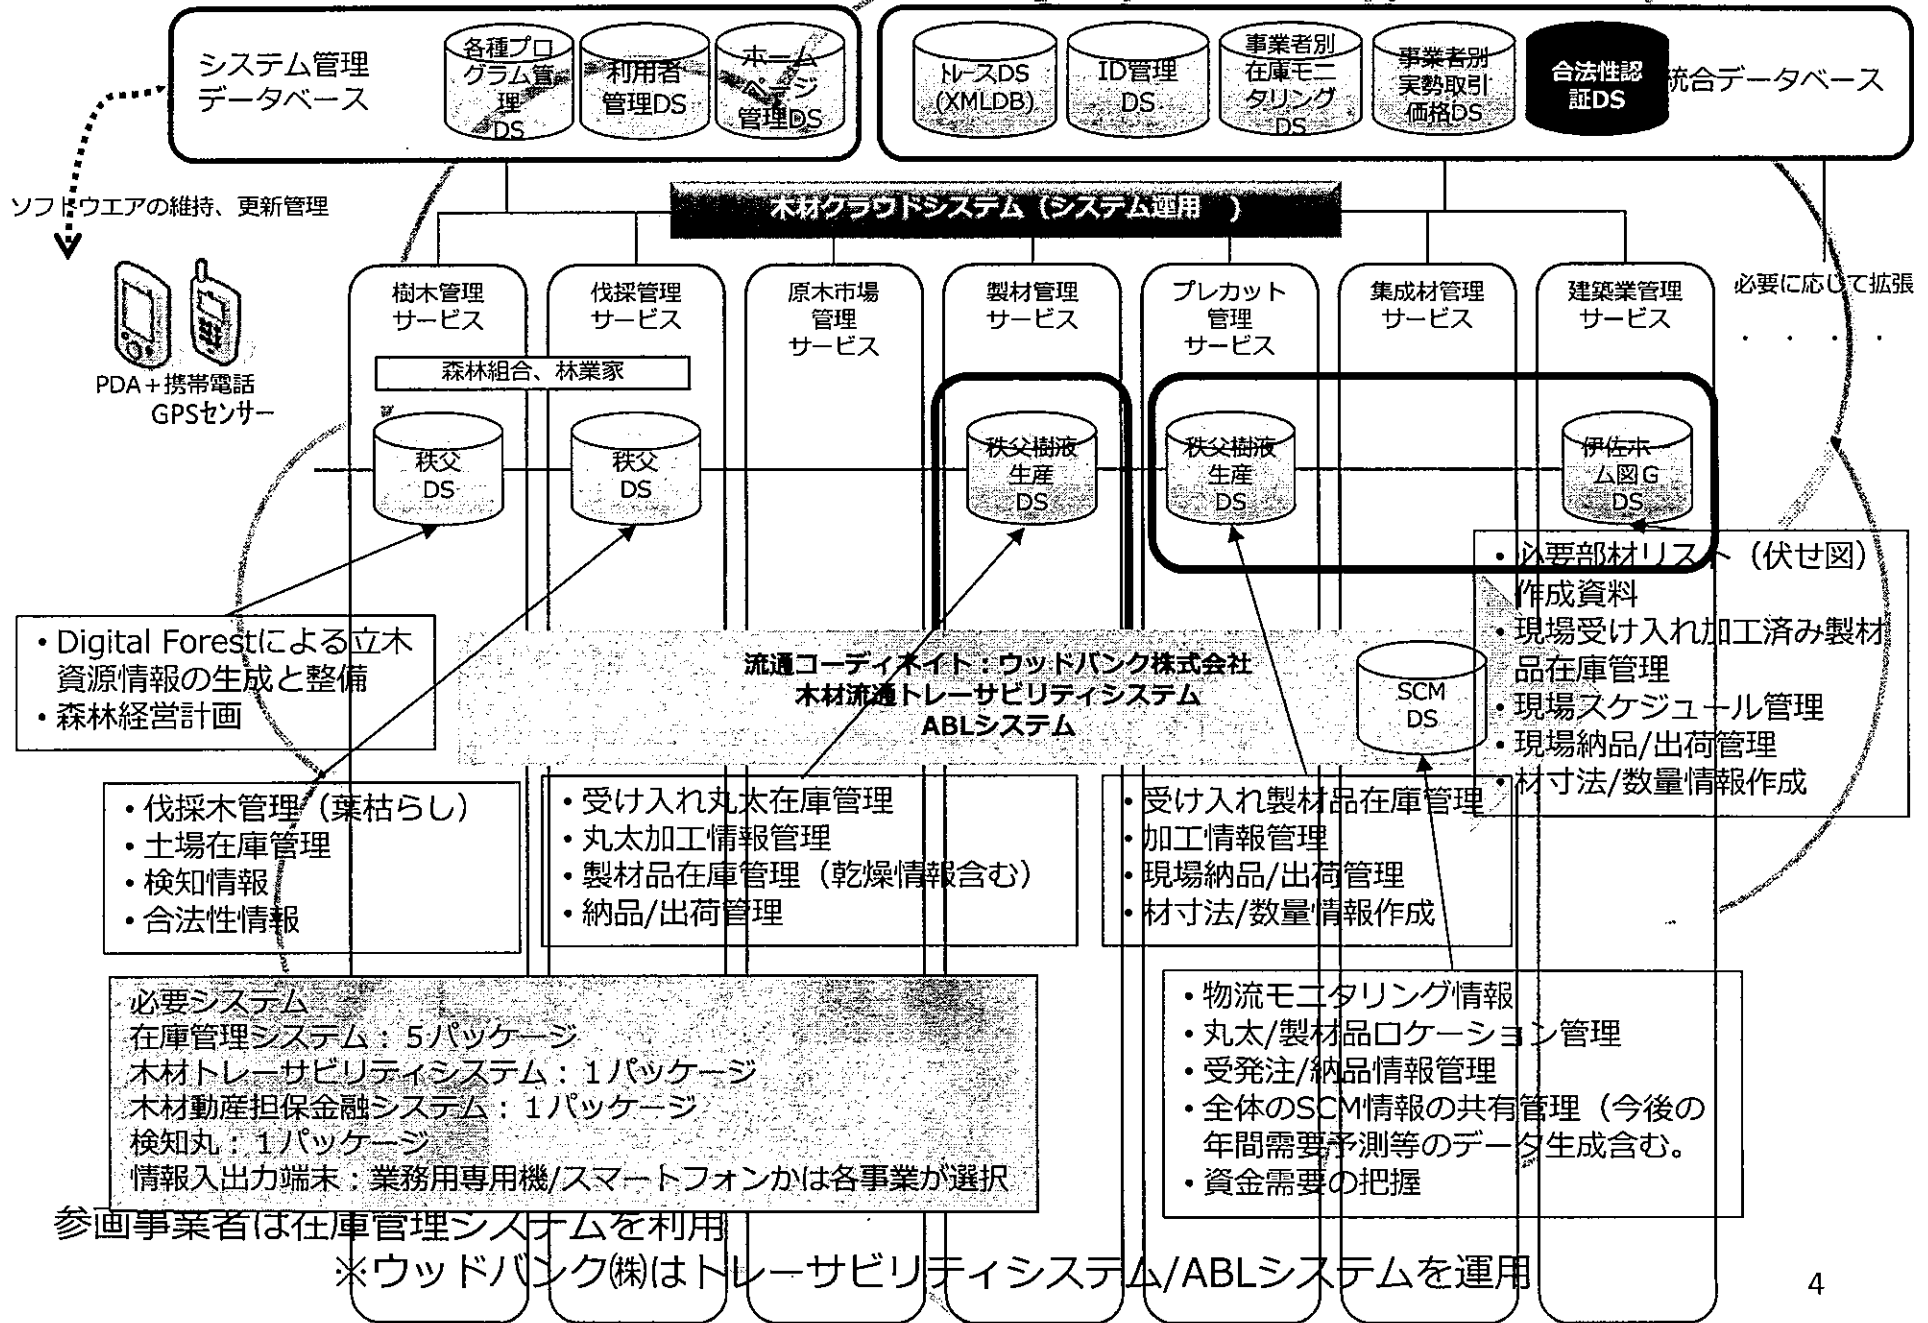 システム管理
データベース
各種プロ
グラム管
理
DS
利用者
管理DS
ホーム
ページ
管理DS
トレースDS
(XMLDB)
ID管理
DS
事業者別
在庫モニ
タリング
DS
事業者別
実勢取引
価格DS
合法性認
証DS
統合データベース
ソフトウエアの維持、更新管理
木材クラウドシステム（システム運用　）
PDA＋携帯電話
GPSセンサー
樹木管理
サービス
伐採管理
サービス
原木市場
管理
サービス
製材管理
サービス
プレカット
管理
サービス
集成材管理
サービス
建築業管理
サービス
必要に応じて拡張
・・・・
森林組合、林業家
秩父
DS
秩父
DS
秩父樹液
生産
DS
秩父樹液
生産
DS
ム図G
DS
・Digital Forestによる立木
資源情報の生成と整備
・森林経営計画
流通コーディネイト：ウッドバンク株式会社
木材流通トレーサビリティシステム
ABLシステム
SCM
DS
・必要部材リスト（伏せ図）
作成資料
・現場受け入れ加工済み製材
品在庫管理
・現場スケジュール管理
・現場納品/出荷管理
・材寸法/数量情報作成
・伐採木管理（葉枯らし）
・土場在庫管理
・検知情報
・合法性情報
・受け入れ丸太在庫管理
・丸太加工情報管理
・製材品在庫管理（乾燥情報含む）
・納品/出荷管理
・受け入れ製材品在庫管理
・加工情報管理
・現場納品/出荷管理
・材寸法/数量情報作成
必要システム
在庫管理システム：5パッケージ
木材トレーサビリティシステム：1パッケージ
木材動産担保金融システム：1パッケージ
検知丸：1パッケージ
情報入出力端末：業務用専用機/スマートフォンかは各事業が選択
・物流モニタリング情報
・丸太/製材品ロケーション管理
・受発注/納品情報管理
・全体のSCM情報の共有管理（今後の
年間需要予測等のデータ生成含む。
・資金需要の把握
参画事業者は在庫管理システムを利用
※ウッドバンク㈱はトレーサビリティシステム/ABLシステムを運用
4